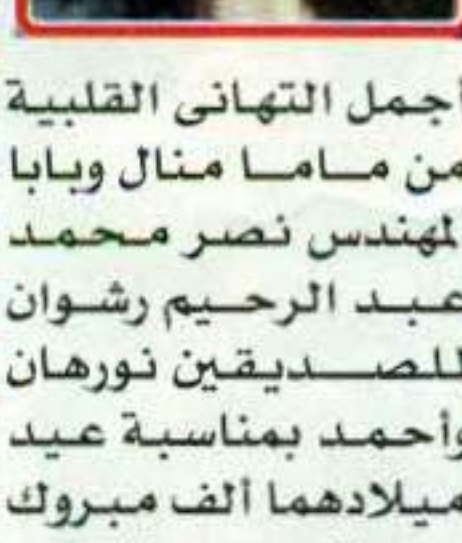 أجمل التهانى القلبية
من ماما منال وبابا
لمهندس نصر محمد
عبد الرحيم رشوان
للصديقين نورهان
وأحمد بمناسبة عيد
ميلادهما ألف مبروك